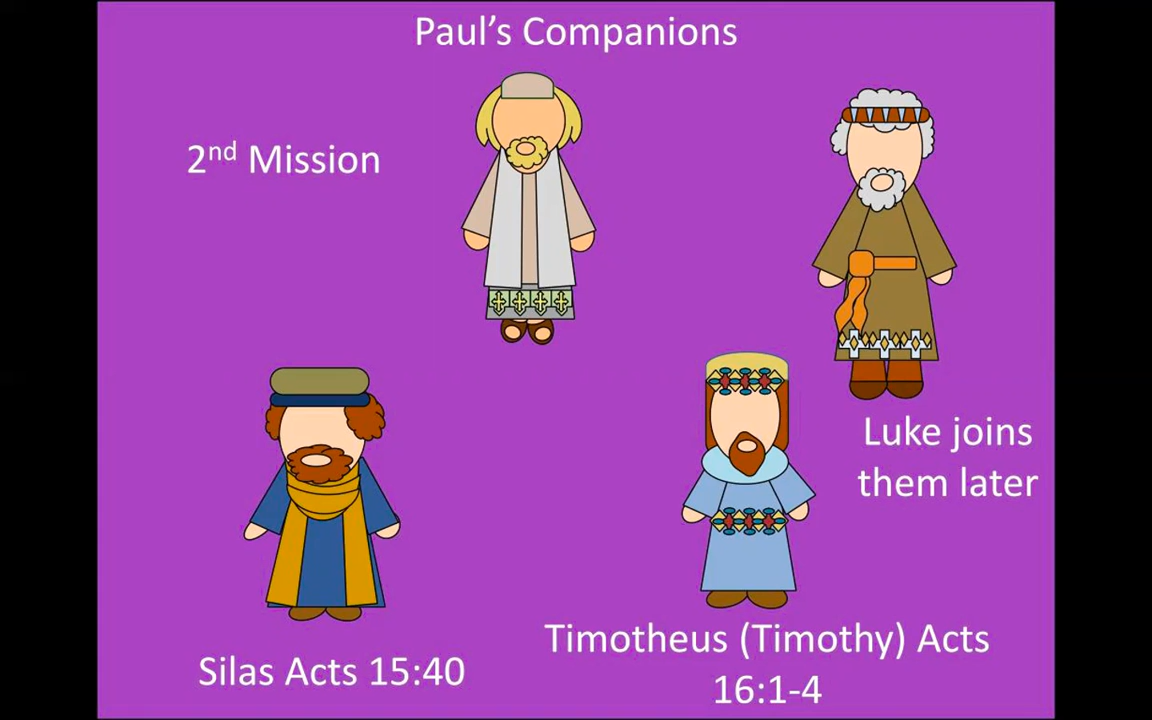 Paul's Companions
2nd Mission
Luke joins
them later
Timotheus (Timothy) Acts
16:1-4
Silas Acts 15:40